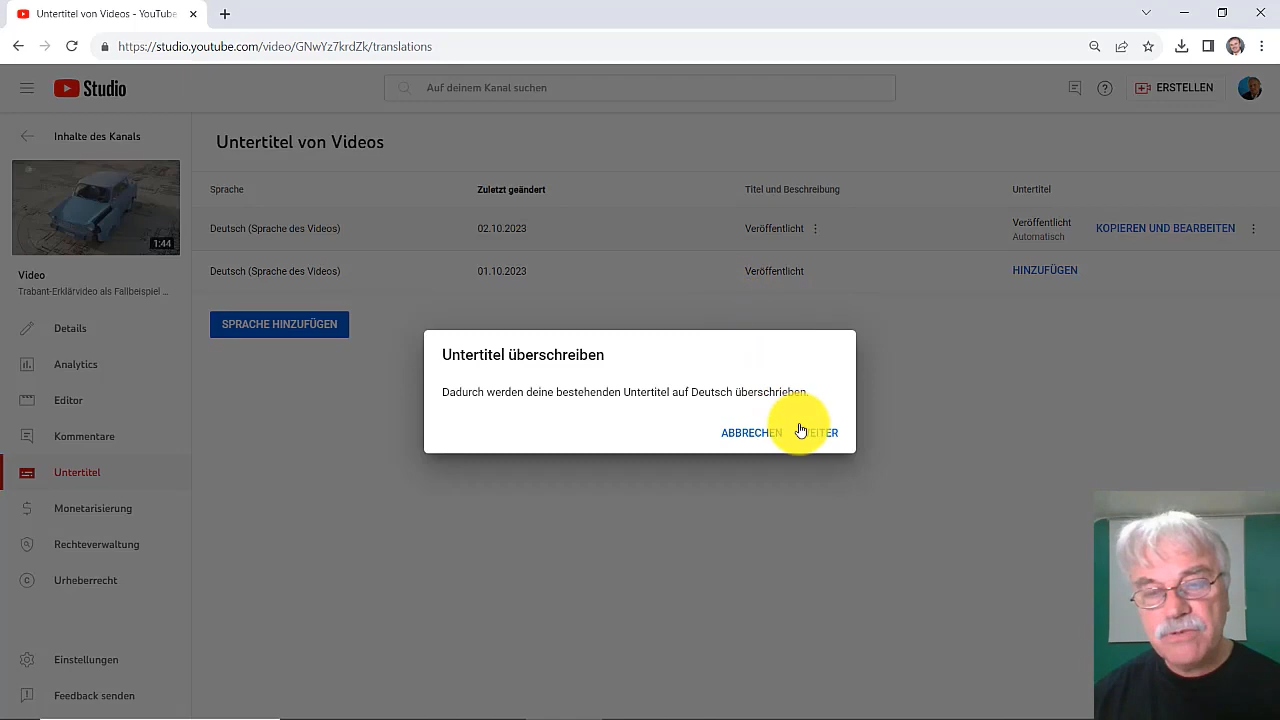 Untertitel von Videos - YouTube
https://studio.youtube.com/video/GNwYz7krdZk/translations
Studio
Auf deinem Kanal suchen
ERSTELLEN
Inhalte des Kanals
1:44
Video
Trabant-Erklärvideo als Fallbeispiel ...
Details
Analytics
Editor
Kommentare
Untertitel
Monetarisierung
Rechteverwaltung
Urheberrecht
Einstellungen
Feedback senden
Untertitel von Videos
Sprache Zuletzt geändert Titel und Beschreibung Untertitel
Deutsch (Sprache des Videos) 02.10.2023 Veröffentlicht Veröffentlicht KOPIEREN UND BEARBEITEN
Automatisch
Deutsch (Sprache des Videos) 01.10.2023 Veröffentlicht HINZUFÜGEN
SPRACHE HINZUFÜGEN
Untertitel überschreiben
Dadurch werden deine bestehenden Untertitel auf Deutsch überschrieben.
ABBRECHEN WEITER